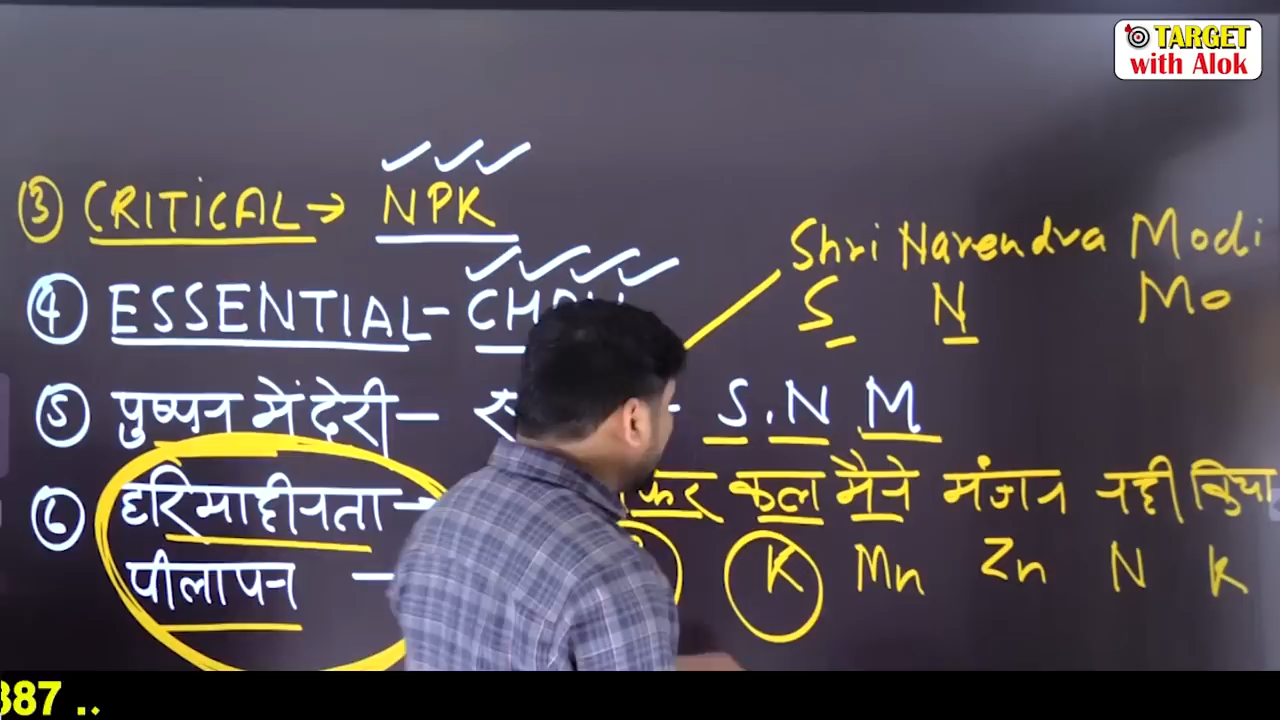 TARGET
with Alok
③ CRITICAL → NPK
④ ESSENTIAL-
Shri Narendra Modi
S N Mo
⑤ पुष्पन में देरी - S.N M
⑥ हरिमाहीनता -
कल मैने मंजन नही किया
K Mn Zn N K
पीलापन -
387 ..